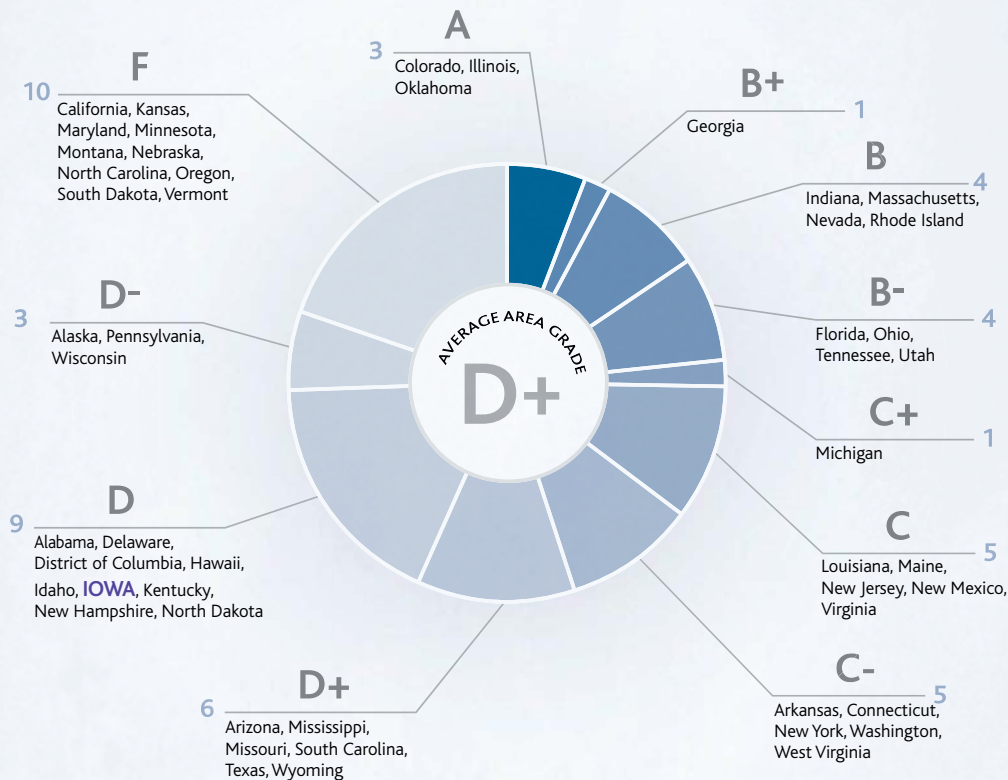 A
3
Colorado, Illinois,
Oklahoma
B+
1
Georgia
B
4
Indiana, Massachusetts,
Nevada, Rhode Island
B-
4
Florida, Ohio,
Tennessee, Utah
C+
1
Michigan
C
5
Louisiana, Maine,
New Jersey, New Mexico,
Virginia
C-
5
Arkansas, Connecticut,
New York, Washington,
West Virginia
D+
6
Arizona, Mississippi,
Missouri, South Carolina,
Texas, Wyoming
D
9
Alabama, Delaware,
District of Columbia, Hawaii,
Idaho, IOWA, Kentucky,
New Hampshire, North Dakota
D-
3
Alaska, Pennsylvania,
Wisconsin
F
10
California, Kansas,
Maryland, Minnesota,
Montana, Nebraska,
North Carolina, Oregon,
South Dakota, Vermont
AVERAGE AREA GRADE
D+